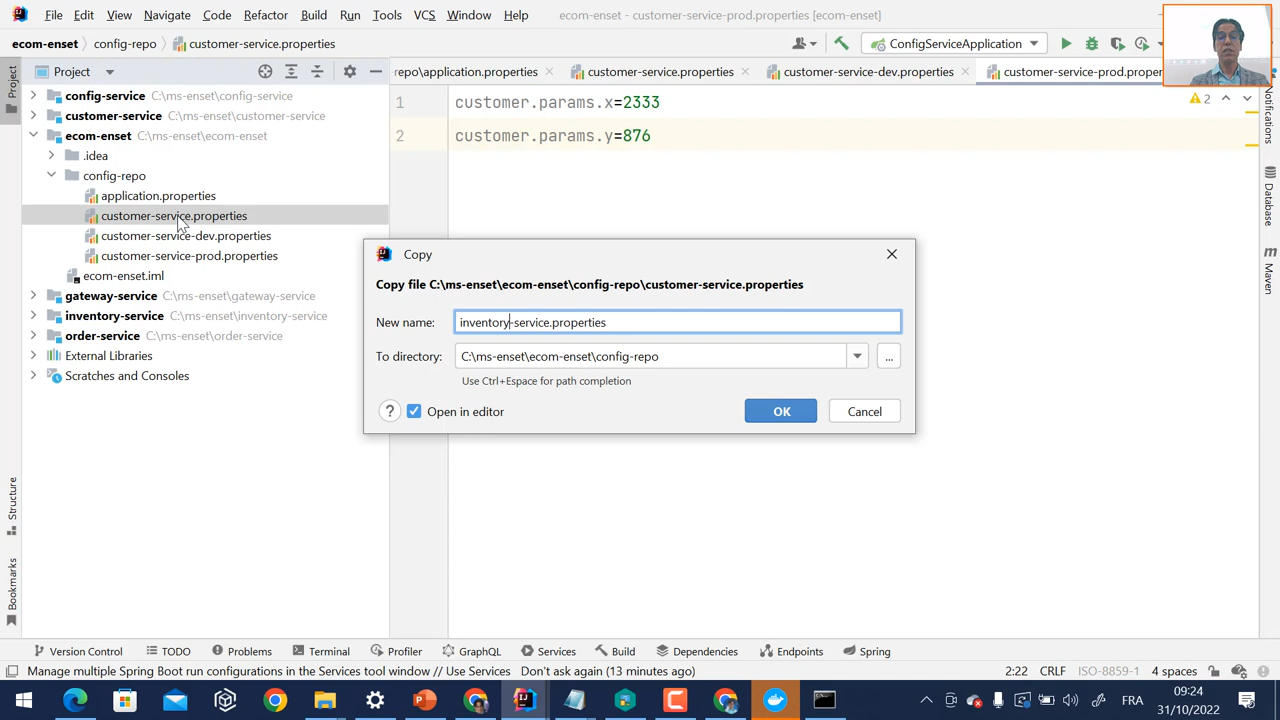 File Edit View Navigate Code Refactor Build Run Tools VCS Window Help ecom-enset - customer-service-prod.properties [ecom-enset]
ecom-enset config-repo customer-service.properties ConfigServiceApplication
Project
Project
repo\application.properties customer-service.properties customer-service-dev.properties customer-service-prod.proper
config-service C:\ms-enset\config-service
customer-service C:\ms-enset\customer-service
ecom-enset C:\ms-enset\ecom-enset
.idea
config-repo
application.properties
customer-service.properties
customer-service-dev.properties
customer-service-prod.properties
ecom-enset.iml
gateway-service C:\ms-enset\gateway-service
inventory-service C:\ms-enset\inventory-service
order-service C:\ms-enset\order-service
External Libraries
Scratches and Consoles
1 customer.params.x=2333
2 customer.params.y=876
2
Notifications
Database
Maven
Copy
Copy file C:\ms-enset\ecom-enset\config-repo\customer-service.properties
New name: inventory-service.properties
To directory: C:\ms-enset\ecom-enset\config-repo
...
Use Ctrl+Espace for path completion
? Open in editor OK Cancel
Structure
Bookmarks
Version Control TODO Problems Terminal Profiler GraphQL Services Build Dependencies Endpoints Spring
Manage multiple Spring Boot run configurations in the Services tool window // Use Services Don't ask again (13 minutes ago) 2:22 CRLF ISO-8859-1 4 spaces
FRA
09:24
31/10/2022